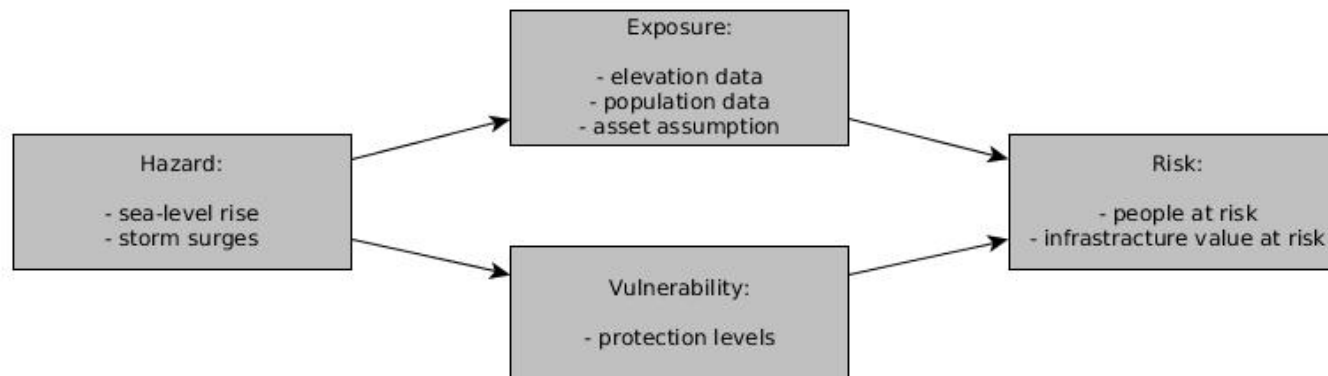 Hazard:
- sea-level rise
- storm surges
Exposure:
- elevation data
- population data
- asset assumption
Vulnerability:
- protection levels
Risk:
- people at risk
- infrastracture value at risk